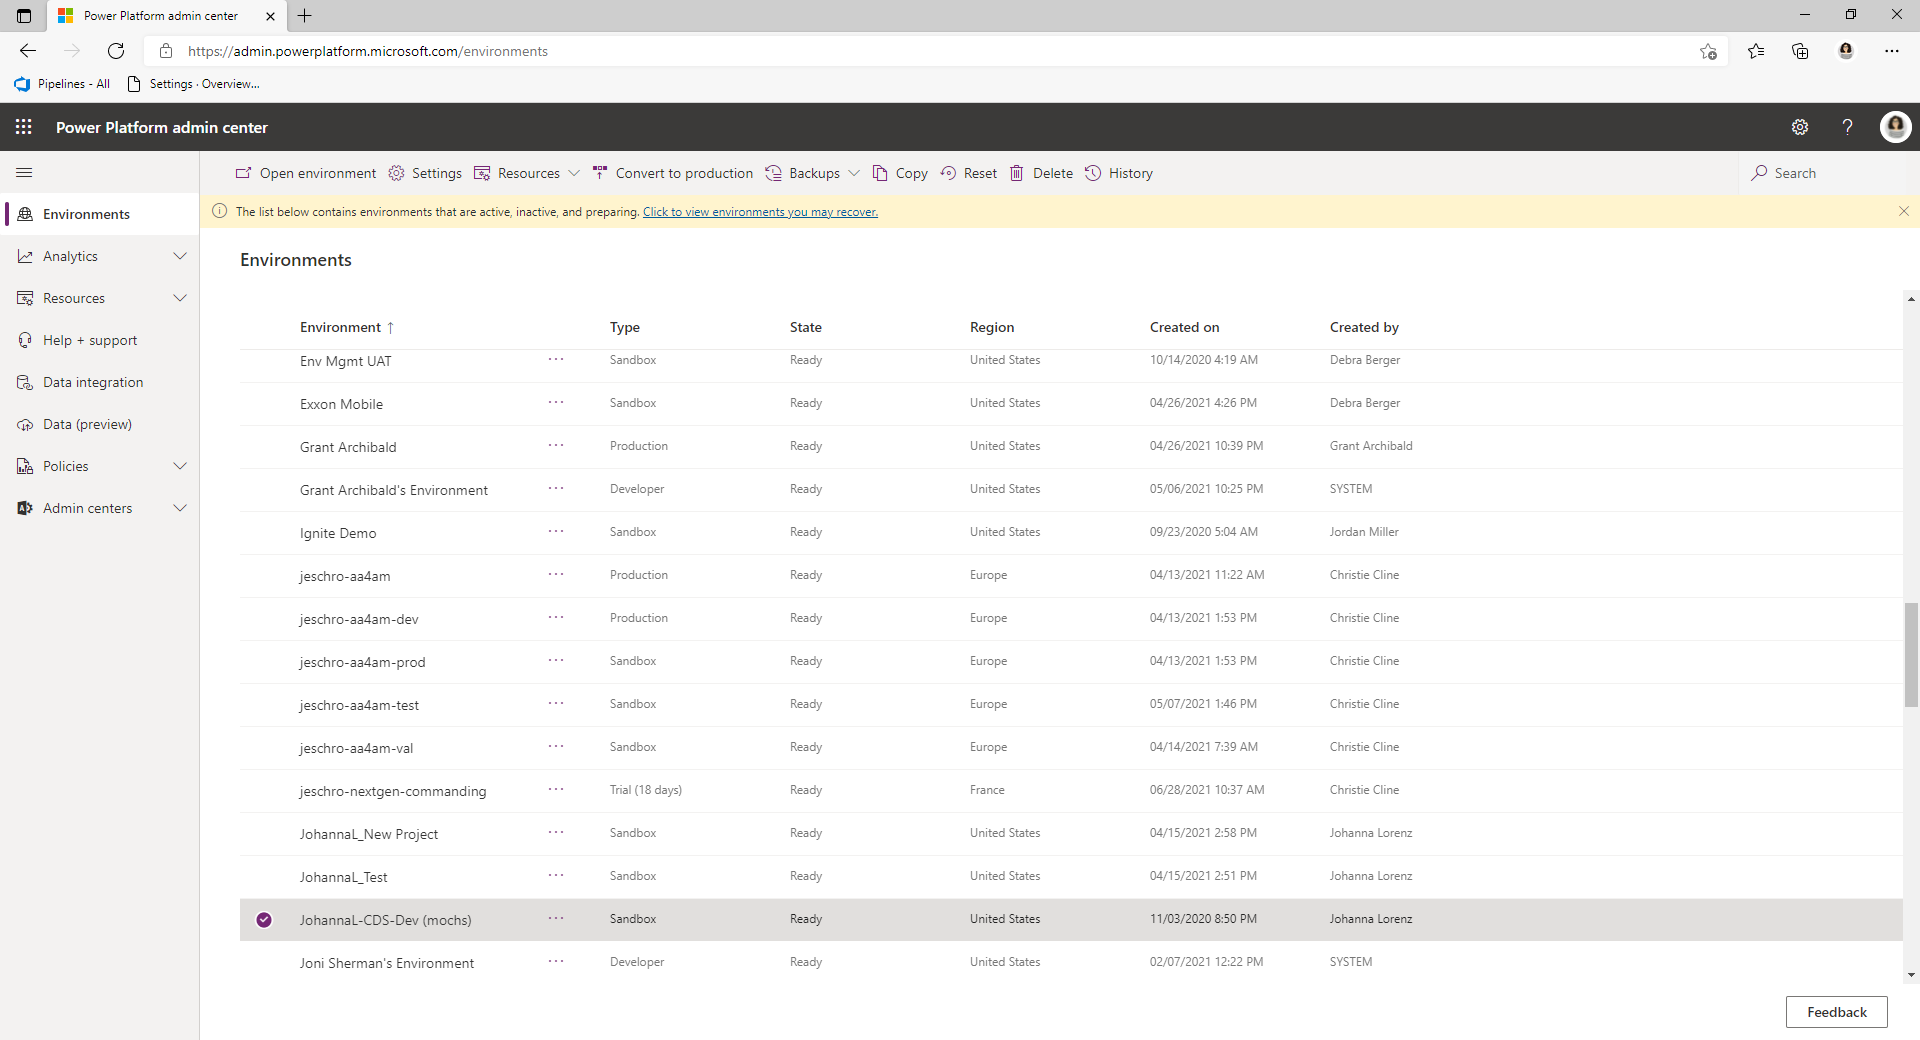 Power Platform admin center
https://admin.powerplatform.microsoft.com/environments
Pipelines - All
Settings · Overview...
Power Platform admin center
Open environment
Settings
Resources
Convert to production
Backups
Copy
Reset
Delete
History
Search
Environments
Analytics
Resources
Help + support
Data integration
Data (preview)
Policies
Admin centers
The list below contains environments that are active, inactive, and preparing. Click to view environments you may recover.
Environments
Environment ↑ Type State Region Created on Created by
Env Mgmt UAT ... Sandbox Ready United States 10/14/2020 4:19 AM Debra Berger
Exxon Mobile ... Sandbox Ready United States 04/26/2021 4:26 PM Debra Berger
Grant Archibald ... Production Ready United States 04/26/2021 10:39 PM Grant Archibald
Grant Archibald's Environment ... Developer Ready United States 05/06/2021 10:25 PM SYSTEM
Ignite Demo ... Sandbox Ready United States 09/23/2020 5:04 AM Jordan Miller
jeschro-aa4am ... Production Ready Europe 04/13/2021 11:22 AM Christie Cline
jeschro-aa4am-dev ... Production Ready Europe 04/13/2021 1:53 PM Christie Cline
jeschro-aa4am-prod ... Sandbox Ready Europe 04/13/2021 1:53 PM Christie Cline
jeschro-aa4am-test ... Sandbox Ready Europe 05/07/2021 1:46 PM Christie Cline
jeschro-aa4am-val ... Sandbox Ready Europe 04/14/2021 7:39 AM Christie Cline
jeschro-nextgen-commanding ... Trial (18 days) Ready France 06/28/2021 10:37 AM Christie Cline
JohannaL_New Project ... Sandbox Ready United States 04/15/2021 2:58 PM Johanna Lorenz
JohannaL_Test ... Sandbox Ready United States 04/15/2021 2:51 PM Johanna Lorenz
JohannaL-CDS-Dev (mochs) ... Sandbox Ready United States 11/03/2020 8:50 PM Johanna Lorenz
Joni Sherman's Environment ... Developer Ready United States 02/07/2021 12:22 PM SYSTEM
Feedback